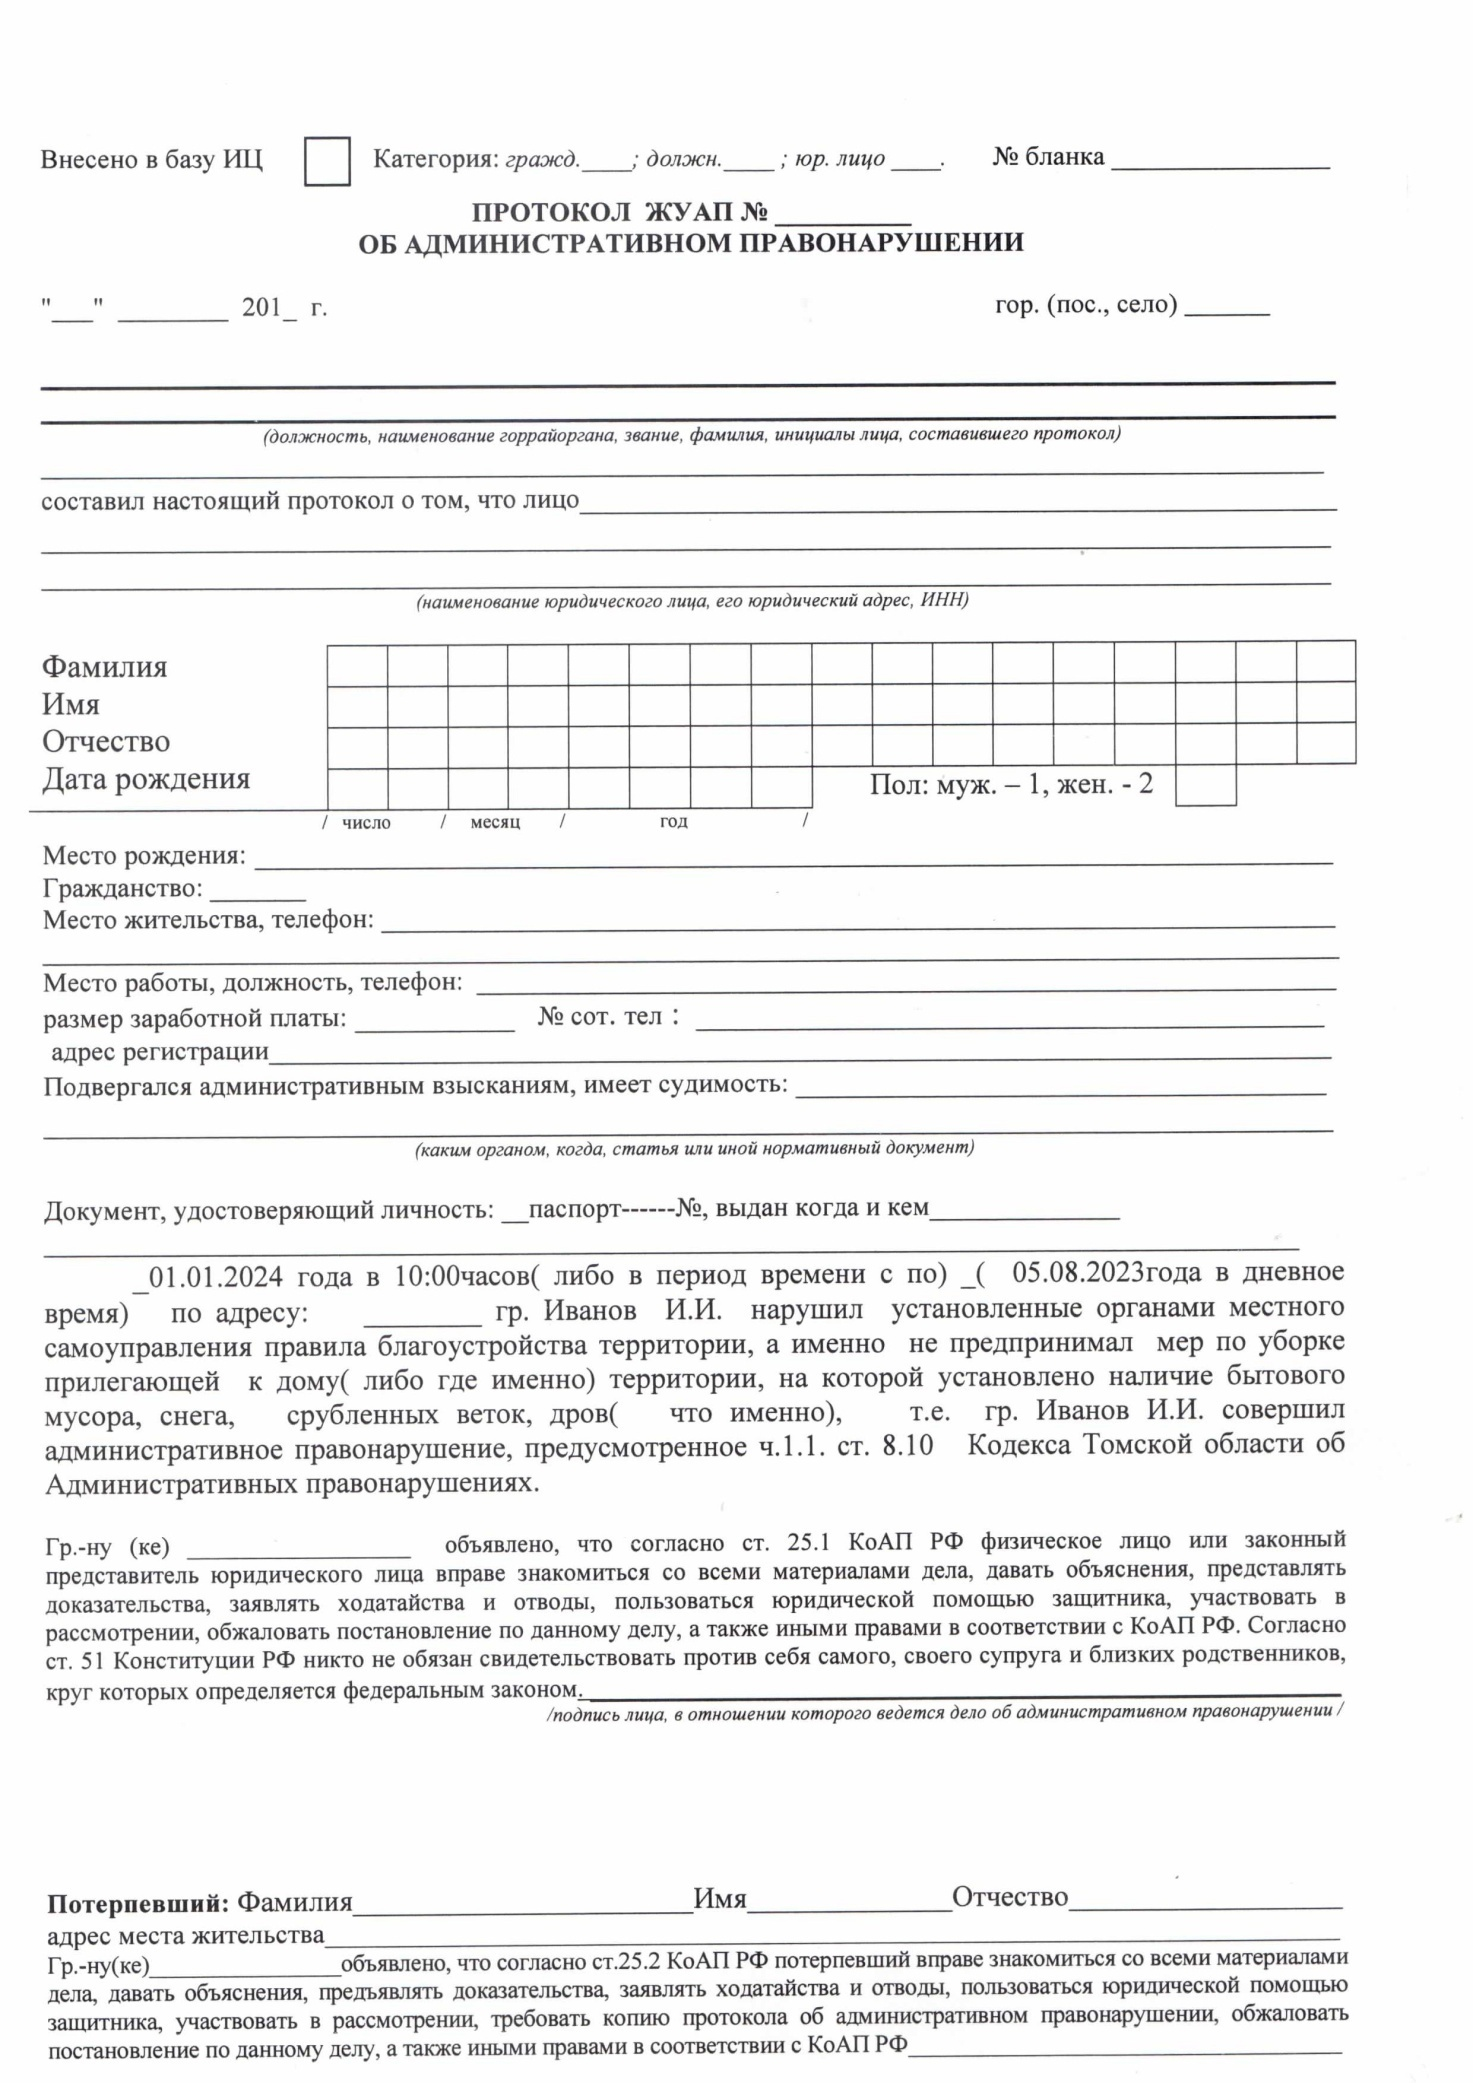 Внесено в базу ИЦ Категория: гражд.____; должн.____ ; юр. лицо ____. № бланка ________________
ПРОТОКОЛ ЖУАП № __________
ОБ АДМИНИСТРАТИВНОМ ПРАВОНАРУШЕНИИ
"___" ________ 201_ г. гор. (пос., село) ______
(должность, наименование горрайоргана, звание, фамилия, инициалы лица, составившего протокол)
составил настоящий протокол о том, что лицо
(наименование юридического лица, его юридический адрес, ИНН)
Фамилия
Имя
Отчество
Дата рождения Пол: муж. – 1, жен. - 2
/ число / месяц / год /
Место рождения:
Гражданство: _______
Место жительства, телефон:
Место работы, должность, телефон:
размер заработной платы: ____________ № сот. тел :
адрес регистрации
Подвергался административным взысканиям, имеет судимость:
(каким органом, когда, статья или иной нормативный документ)
Документ, удостоверяющий личность: __паспорт------№, выдан когда и кем______________
_01.01.2024 года в 10:00часов( либо в период времени с по) _( 05.08.2023года в дневное
время) по адресу: ________ гр. Иванов И.И. нарушил установленные органами местного
самоуправления правила благоустройства территории, а именно не предпринимал мер по уборке
прилегающей к дому( либо где именно) территории, на которой установлено наличие бытового
мусора, снега, срубленных веток, дров( что именно), т.е. гр. Иванов И.И. совершил
административное правонарушение, предусмотренное ч.1.1. ст. 8.10 Кодекса Томской области об
Административных правонарушениях.
Гр.-ну (ке) ________________ объявлено, что согласно ст. 25.1 КоАП РФ физическое лицо или законный
представитель юридического лица вправе знакомиться со всеми материалами дела, давать объяснения, представлять
доказательства, заявлять ходатайства и отводы, пользоваться юридической помощью защитника, участвовать в
рассмотрении, обжаловать постановление по данному делу, а также иными правами в соответствии с КоАП РФ. Согласно
ст. 51 Конституции РФ никто не обязан свидетельствовать против себя самого, своего супруга и близких родственников,
круг которых определяется федеральным законом.
/подпись лица, в отношении которого ведется дело об административном правонарушении /
Потерпевший: Фамилия________________________Имя______________Отчество___________________
адрес места жительства
Гр.-ну(ке)________________объявлено, что согласно ст.25.2 КоАП РФ потерпевший вправе знакомиться со всеми материалами
дела, давать объяснения, предъявлять доказательства, заявлять ходатайства и отводы, пользоваться юридической помощью
защитника, участвовать в рассмотрении, требовать копию протокола об административном правонарушении, обжаловать
постановление по данному делу, а также иными правами в соответствии с КоАП РФ